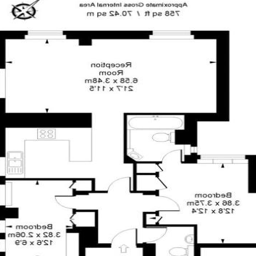 Approximate Gross Internal Area
758 sq ft / 70.42 sq m
Reception
Room
6.58 x 3.48m
21'7 x 11'5
Bedroom
3.86 x 3.75m
12'8 x 12'4
Bedroom
3.82 x 2.06m
12'6 x 6'9